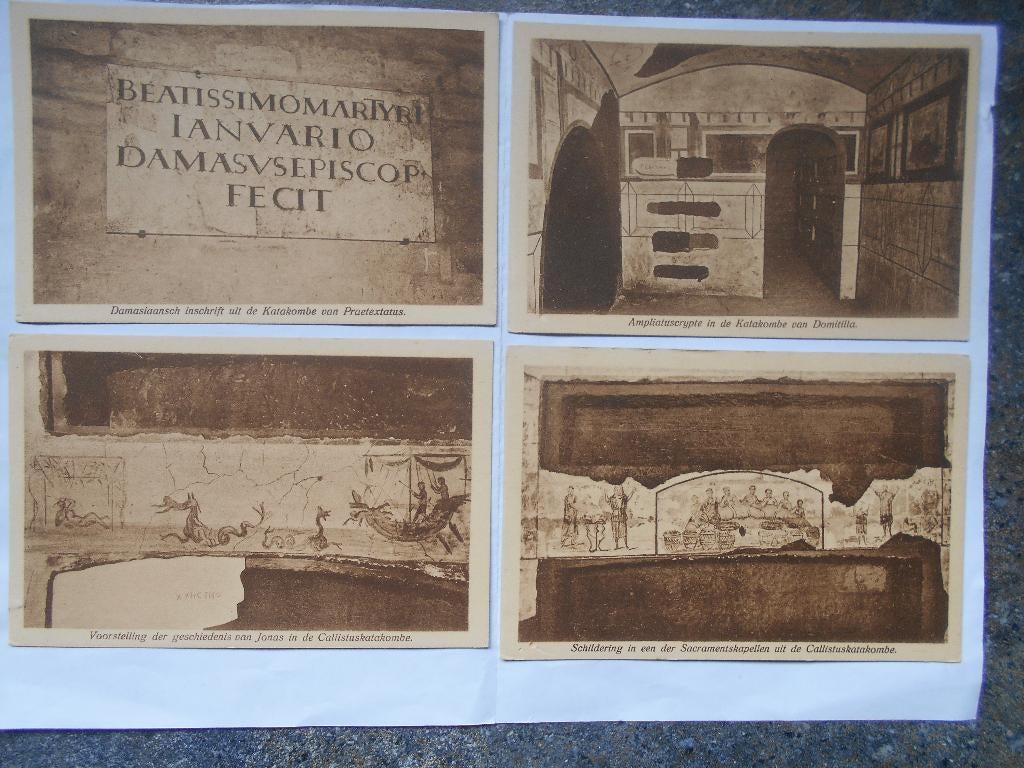 BEATISSIMOMARTYRI
IANVARIO
DAMASVSEPISCOP·
FECIT
Damasiaansch inschrift uit de Katakombe van Praetextatus.
Ampliatuscrypte in de Katakombe van Domitilla.
Voorstelling der geschiedenis van Jonas in de Callistuskatakombe.
Schildering in een der Sacramentskapellen uit de Callistuskatakombe.